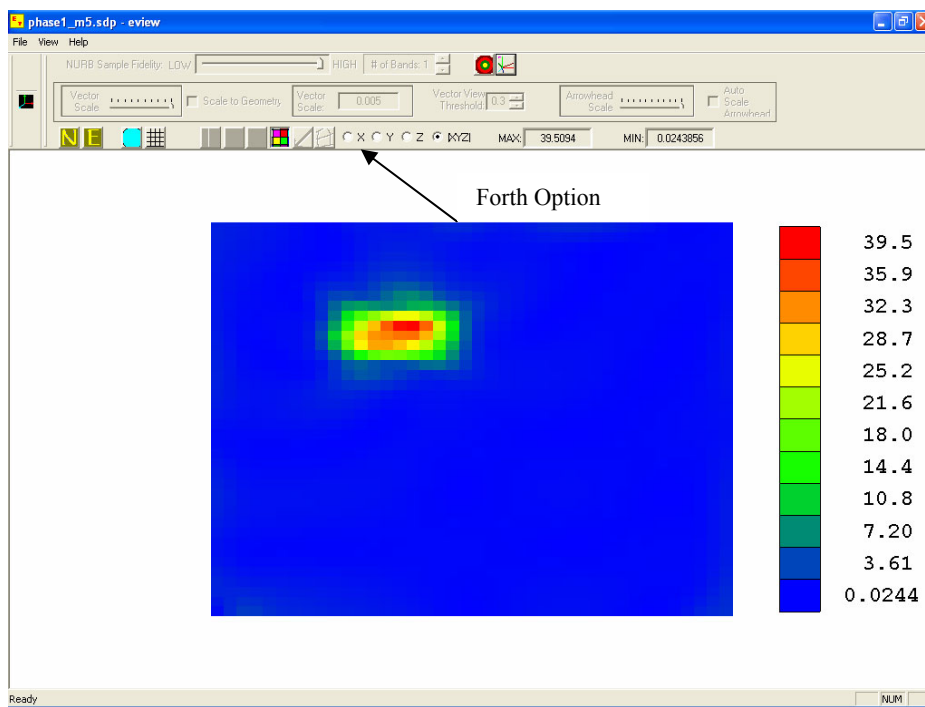 phase1_m5.sdp - eview
File View Help
NURB Sample Fidelity: LOW HIGH # of Bands: 1
Vector Scale Scale to Geometry Vector Scale: 0.005 Vector View Threshold: 0.3 Arrowhead Scale Auto Scale Arrowhead
N E X Y Z |XYZ| MAX: 39.5094 MIN: 0.0243856
Forth Option
39.5
35.9
32.3
28.7
25.2
21.6
18.0
14.4
10.8
7.20
3.61
0.0244
Ready NUM